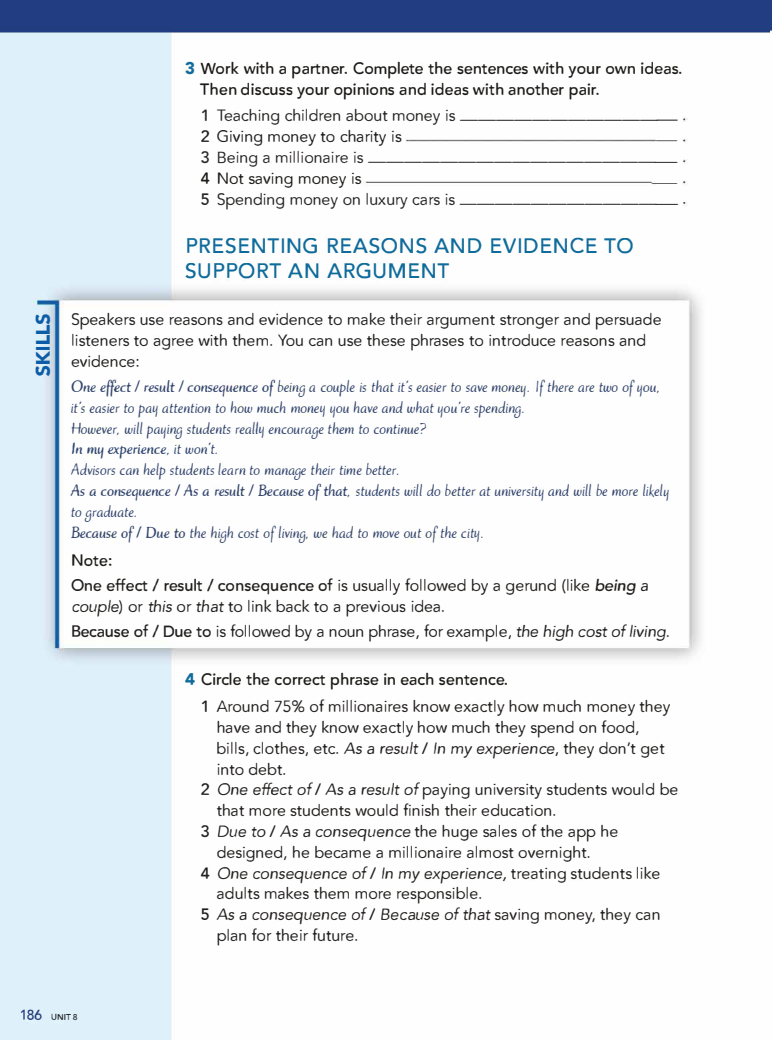 3 Work with a partner. Complete the sentences with your own ideas.
Then discuss your opinions and ideas with another pair.
1 Teaching children about money is ______ .
2 Giving money to charity is ______ .
3 Being a millionaire is ______ .
4 Not saving money is ______ .
5 Spending money on luxury cars is ______ .
PRESENTING REASONS AND EVIDENCE TO
SUPPORT AN ARGUMENT
SKILLS
Speakers use reasons and evidence to make their argument stronger and persuade
listeners to agree with them. You can use these phrases to introduce reasons and
evidence:
One effect / result / consequence of being a couple is that it's easier to save money. If there are two of you,
it's easier to pay attention to how much money you have and what you're spending.
However, will paying students really encourage them to continue?
In my experience, it won't.
Advisors can help students learn to manage their time better.
As a consequence / As a result / Because of that, students will do better at university and will be more likely
to graduate.
Because of / Due to the high cost of living, we had to move out of the city.
Note:
One effect / result / consequence of is usually followed by a gerund (like being a
couple) or this or that to link back to a previous idea.
Because of / Due to is followed by a noun phrase, for example, the high cost of living.
4 Circle the correct phrase in each sentence.
1 Around 75% of millionaires know exactly how much money they
have and they know exactly how much they spend on food,
bills, clothes, etc. As a result / In my experience, they don't get
into debt.
2 One effect of / As a result of paying university students would be
that more students would finish their education.
3 Due to / As a consequence the huge sales of the app he
designed, he became a millionaire almost overnight.
4 One consequence of / In my experience, treating students like
adults makes them more responsible.
5 As a consequence of / Because of that saving money, they can
plan for their future.
186 UNIT 8